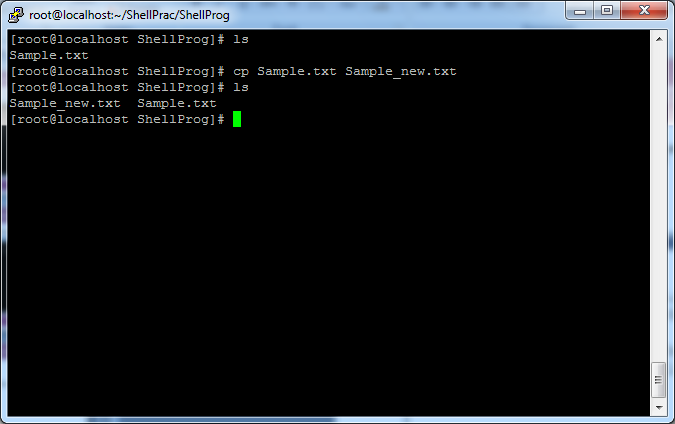 root@localhost:~/ShellPrac/ShellProg
[root@localhost ShellProg]# ls
Sample.txt
[root@localhost ShellProg]# cp Sample.txt Sample_new.txt
[root@localhost ShellProg]# ls
Sample_new.txt  Sample.txt
[root@localhost ShellProg]#